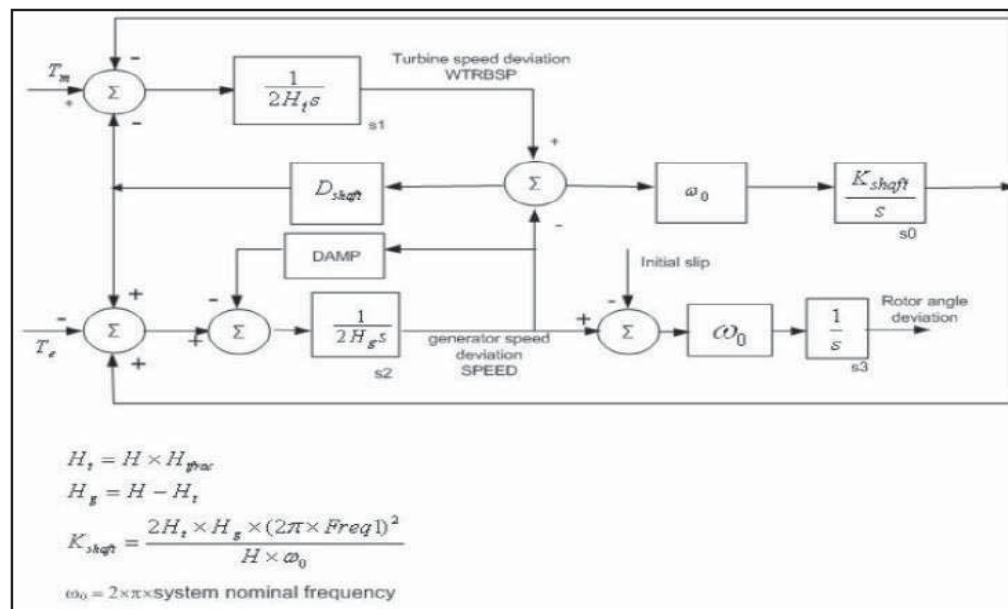 -
T_m
+
Σ
-
1
2H_t s
s1
Turbine speed deviation
WTRBSP
+
Σ
-
D_shaft
ω_0
K_shaft
s
s0
DAMP
Initial slip
+
-
Σ
+
T_e
-
+
Σ
1
2H_g s
s2
generator speed
deviation
SPEED
+
-
Σ
ω_0
1
s
s3
Rotor angle
deviation
H_t = H × H_tfrac
H_g = H − H_t
K_shaft = 2H_t × H_g × (2π × Freq1)^2 / H × ω_0
ω_0 = 2×π×system nominal frequency